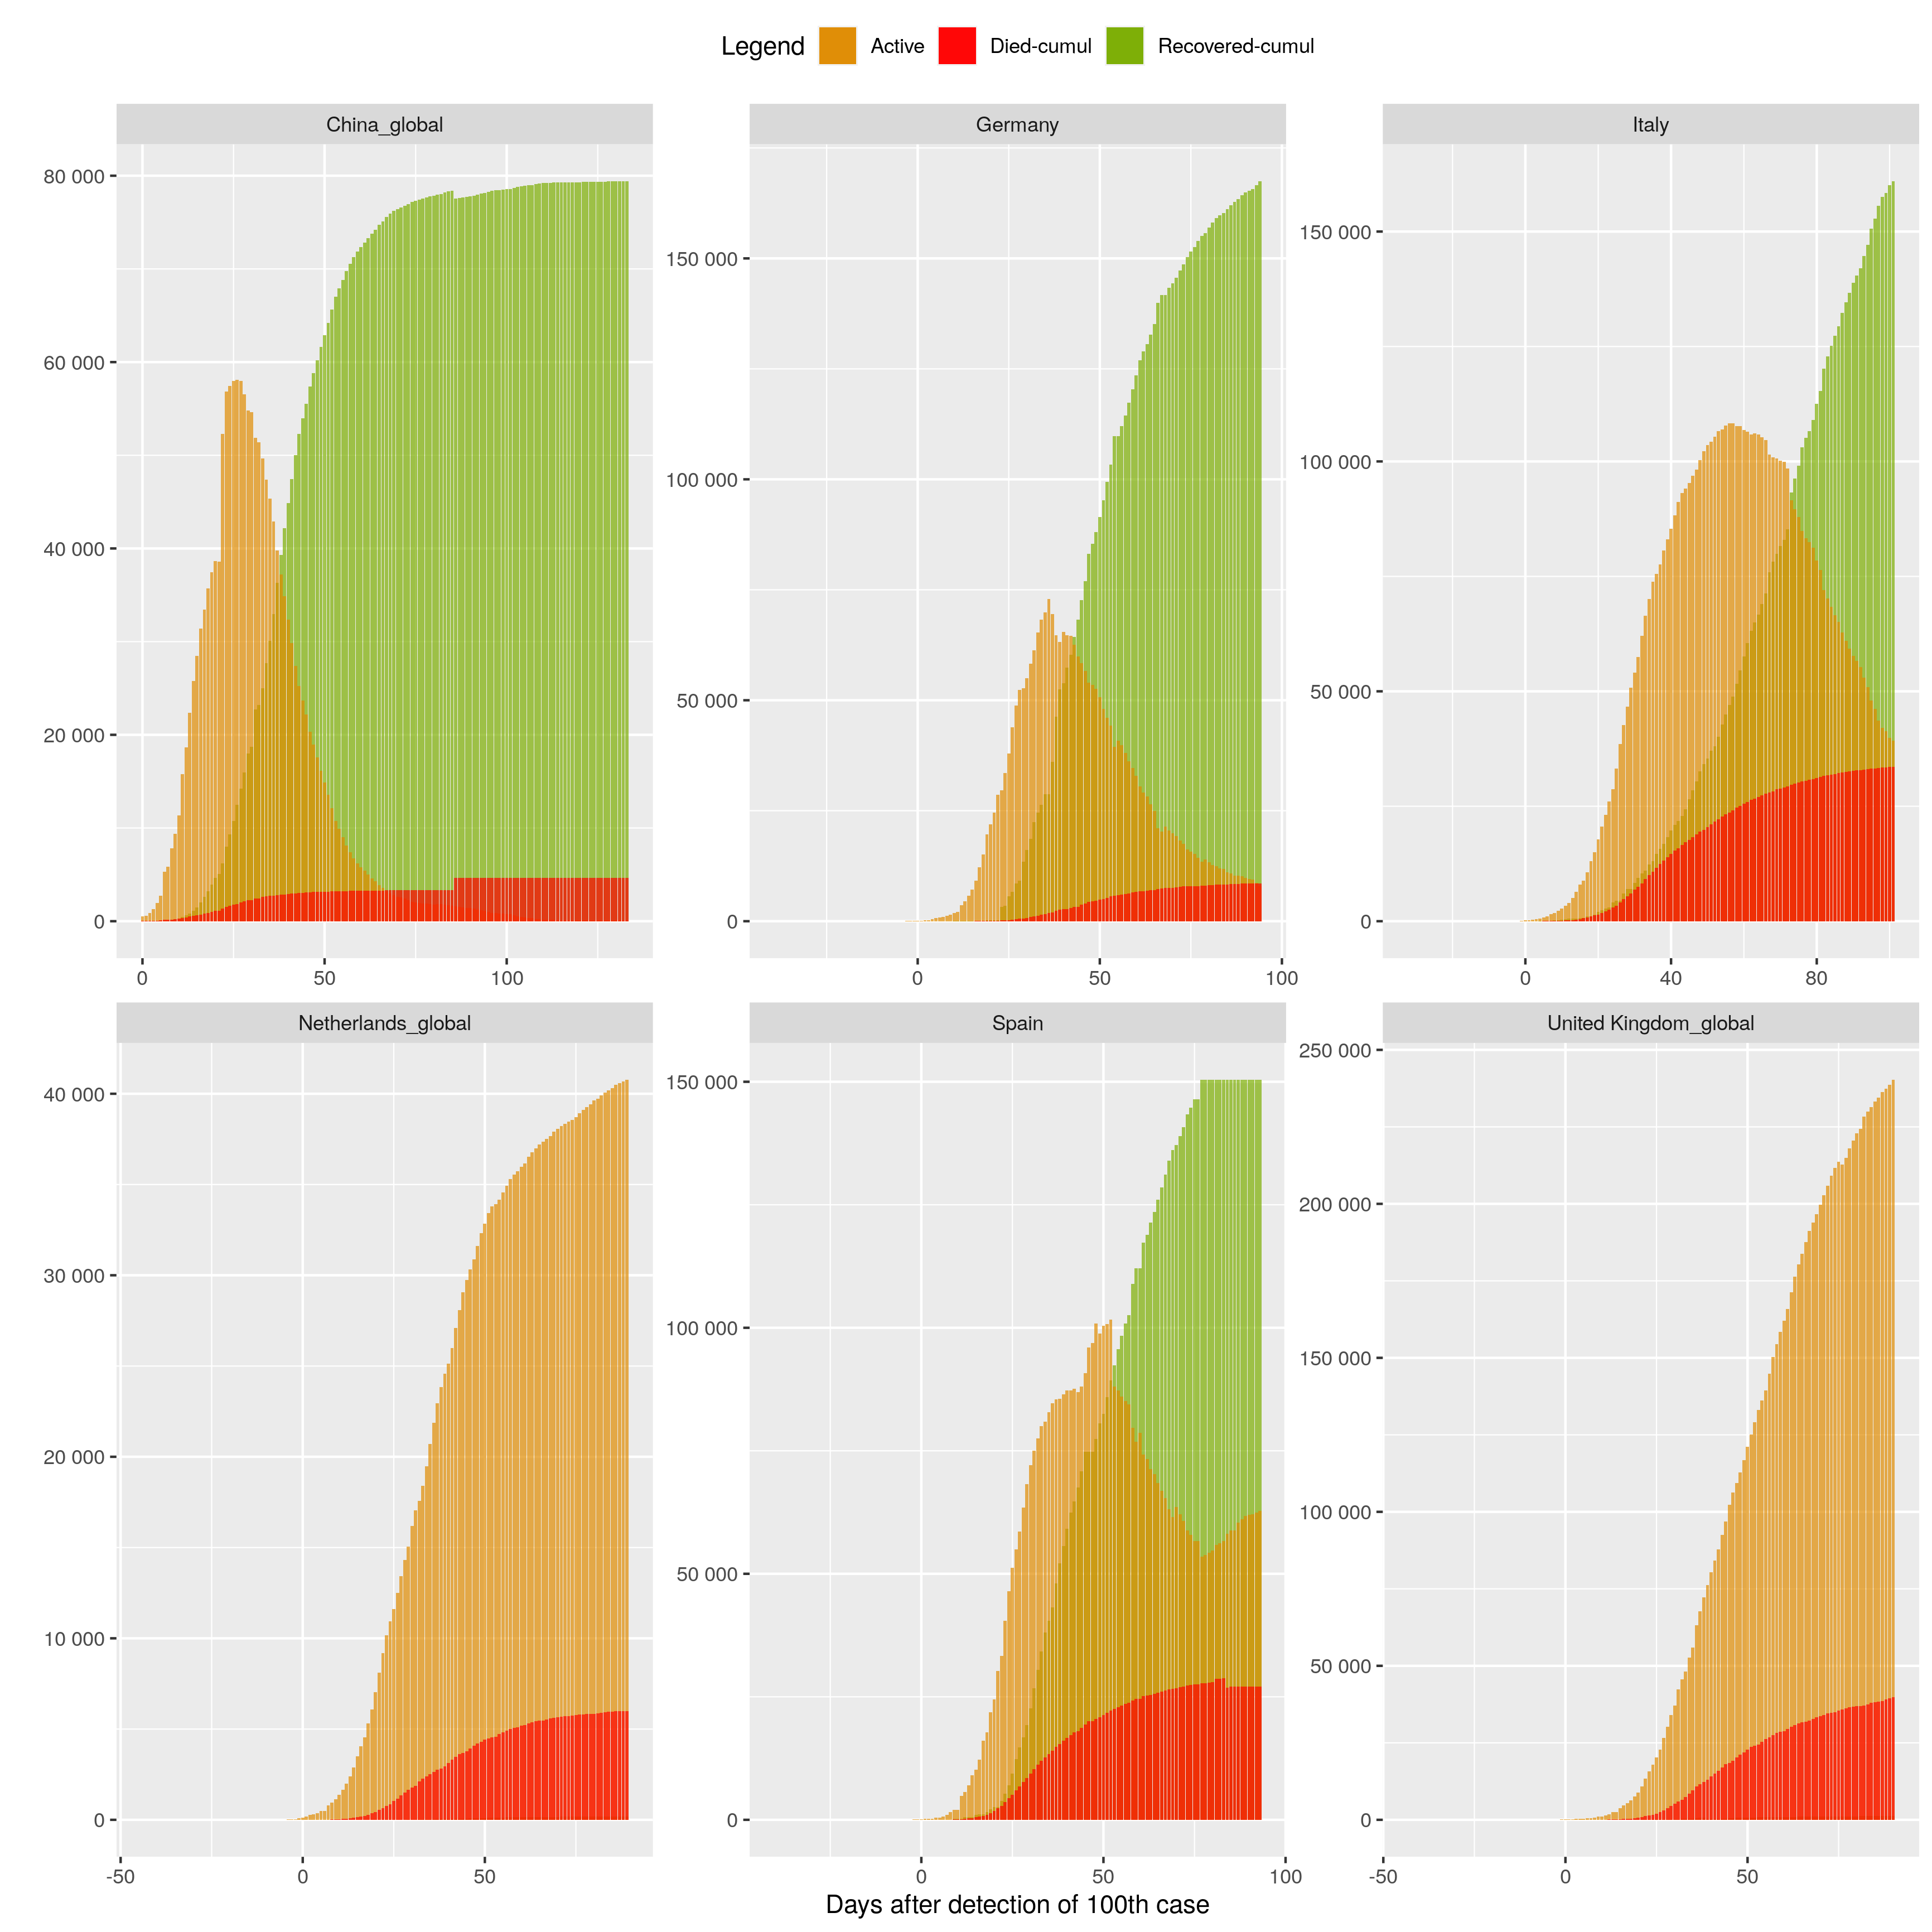 Legend Active Died-cumul Recovered-cumul
China_global
Germany
Italy
80 000
60 000
40 000
20 000
0
0 50 100
150 000
100 000
50 000
0
0 50 100
150 000
100 000
50 000
0
0 40 80
Netherlands_global
Spain
United Kingdom_global
40 000
30 000
20 000
10 000
0
-50 0 50
150 000
100 000
50 000
0
0 50 100
250 000
200 000
150 000
100 000
50 000
0
-50 0 50
Days after detection of 100th case